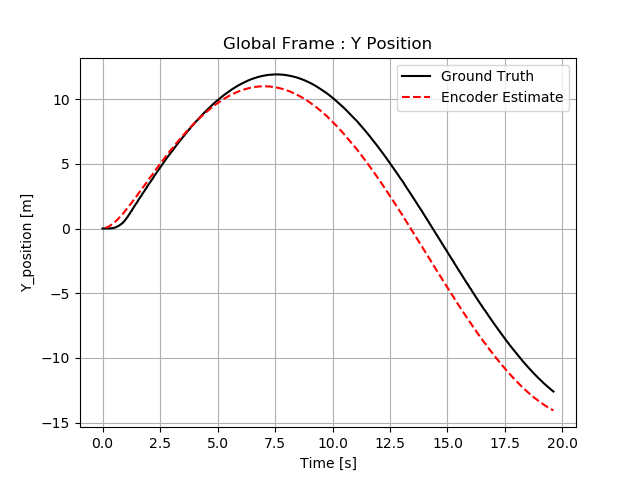 Global Frame : Y Position
Ground Truth
Encoder Estimate
Y_position [m]
10
5
0
−5
−10
−15
0.0 2.5 5.0 7.5 10.0 12.5 15.0 17.5 20.0
Time [s]